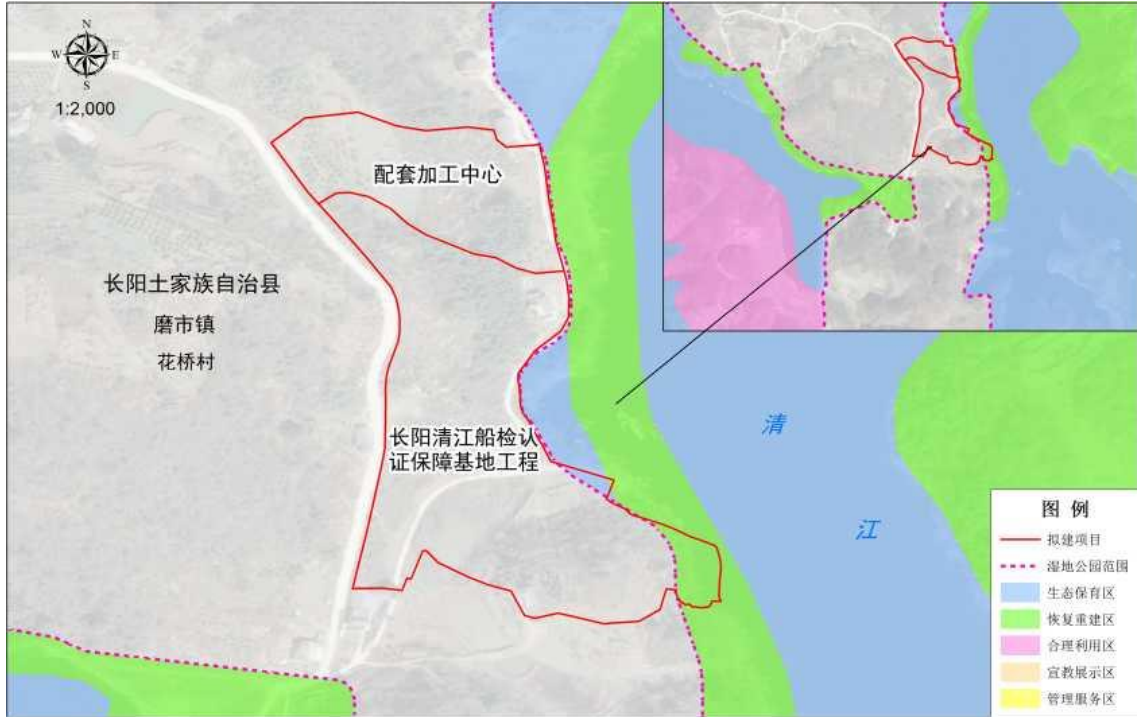 N
W E
S
1:2,000
配套加工中心
长阳土家族自治县
磨市镇
花桥村
长阳清江船检认
证保障基地工程
清
江
图 例
拟建项目
湿地公园范围
生态保育区
恢复重建区
合理利用区
宣教展示区
管理服务区